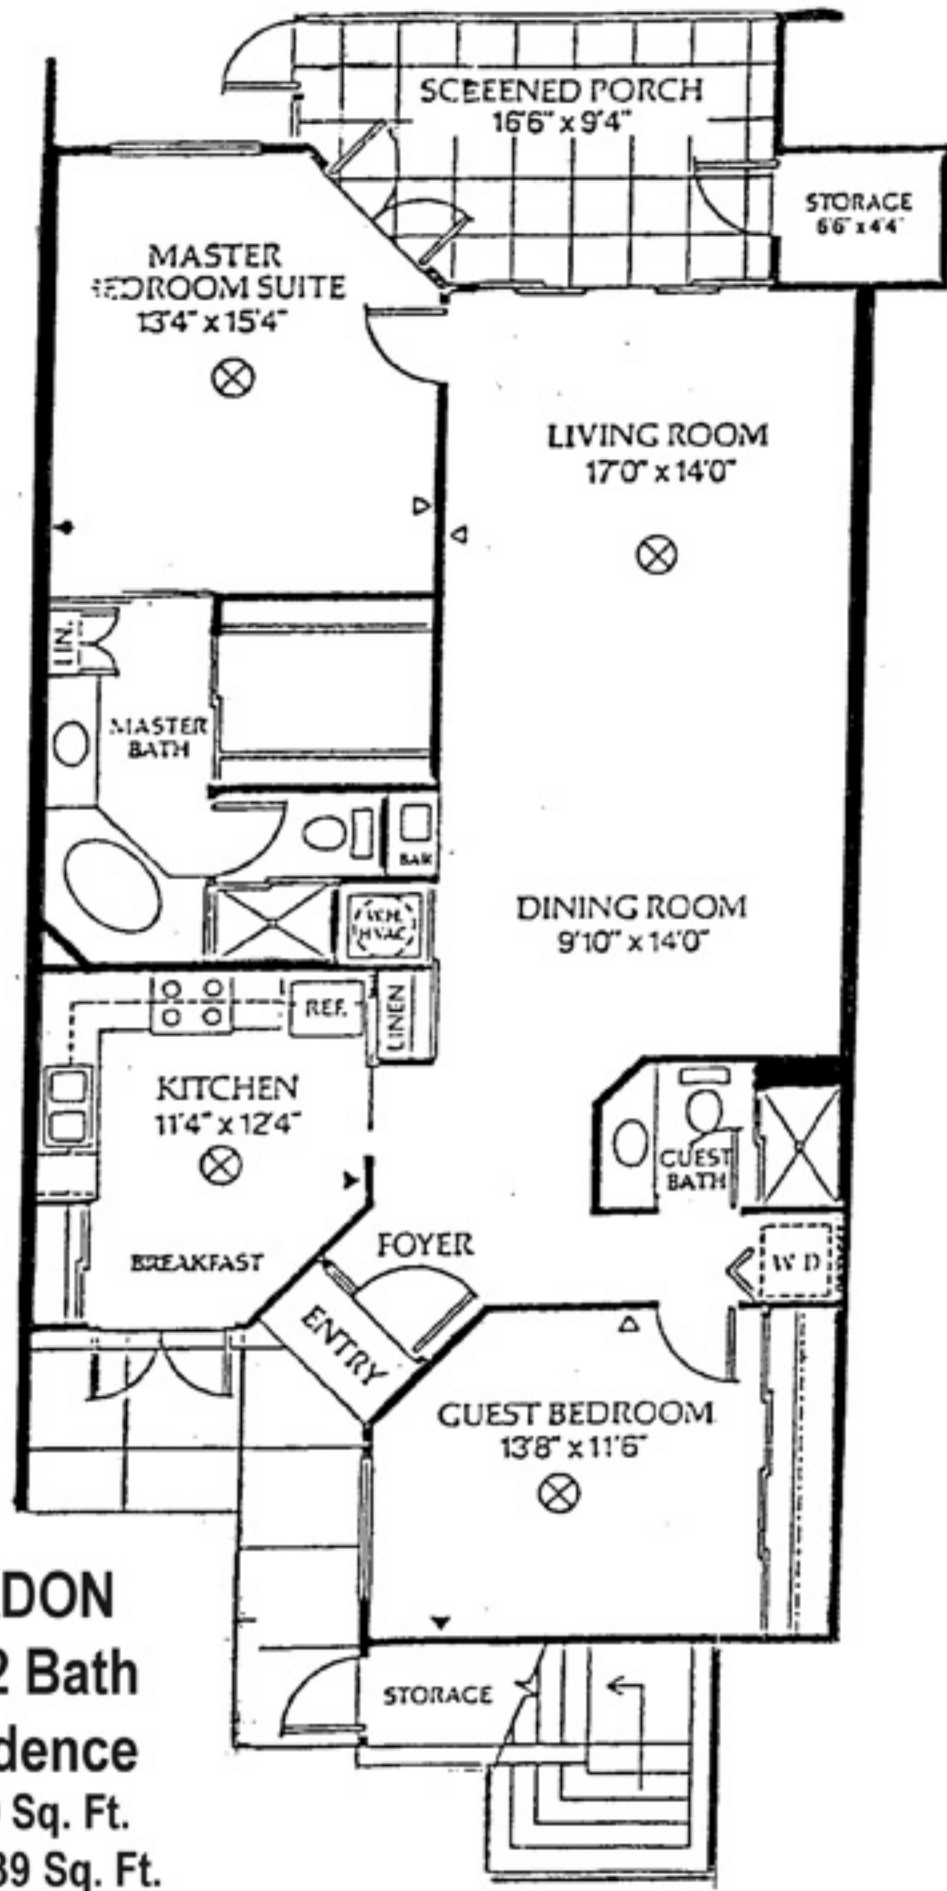 SCEEENED PORCH
16'6" x 9'4"
STORAGE
6'6" x 4'4"
MASTER
BEDROOM SUITE
13'4" x 15'4"
LIVING ROOM
17'0" x 14'0"
LIN.
MASTER
BATH
BAR
W.H.
HVAC
DINING ROOM
9'10" x 14'0"
REF.
LINEN
KITCHEN
11'4" x 12'4"
GUEST
BATH
BREAKFAST
FOYER
W D
ENTRY
GUEST BEDROOM
13'8" x 11'6"
STORAGE
DON
2 Bath
dence
Sq. Ft.
39 Sq. Ft.